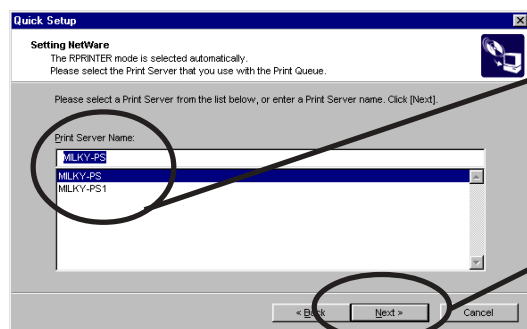 Quick Setup
Setting NetWare
The RPRINTER mode is selected automatically.
Please select the Print Server that you use with the Print Queue.
Please select a Print Server from the list below, or enter a Print Server name. Click [Next].
Print Server Name:
MILKY-PS
MILKY-PS
MILKY-PS1
« Back Next » Cancel